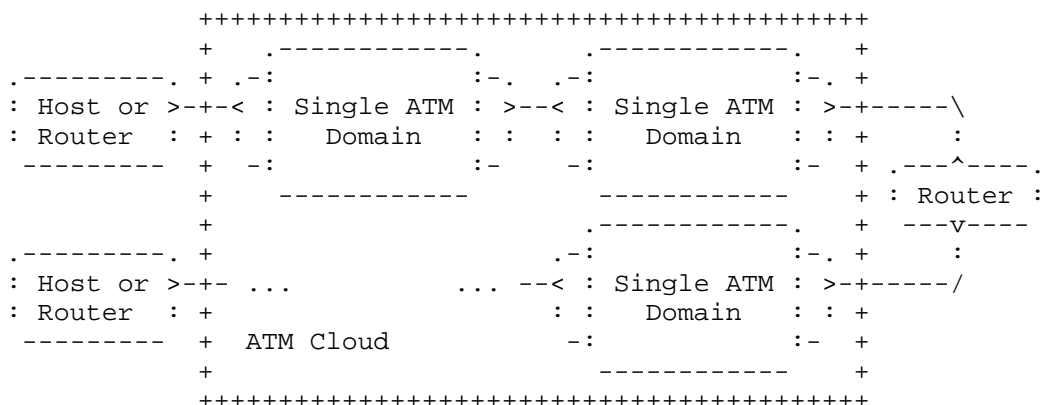 +++++++++++++++++++++++++++++++++++++++++++
             +    .------------.       .------------.   +
.---------. + .-:            :-.  .-:            :-. +
: Host or >-+-< : Single ATM : >--< : Single ATM : >-+-----\
: Router  : + : :   Domain   : :  : :   Domain   : : +     :
 ---------  +  -:            :-    -:            :-  + .---^----.
            +    ------------        ------------    + : Router :
            +                       .------------.   +  ---v----
.---------. +                     .-:            :-. +     :
: Host or >-+- ...           ... --< : Single ATM : >-+-----/
: Router  : +                     : :   Domain   : : +
 ---------  +  ATM Cloud           -:            :-  +
            +                        ------------    +
            ++++++++++++++++++++++++++++++++++++++++++